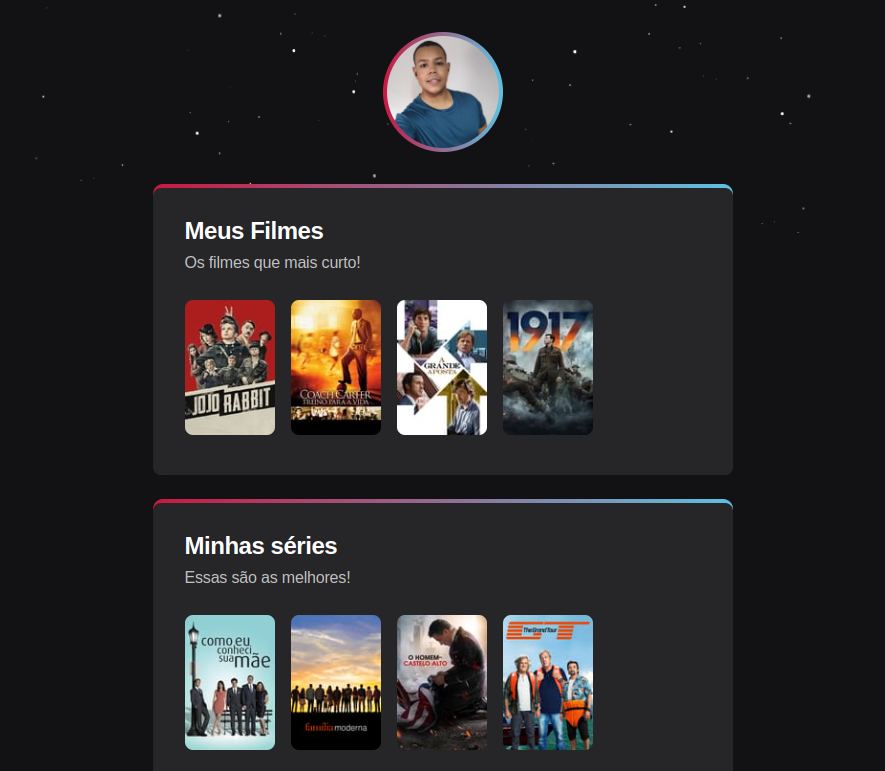 Meus Filmes
Os filmes que mais curto!
JOJO RABBIT
COACH CARTER
TREINO PARA A VIDA
A
GRANDE
APOSTA
1917
Minhas séries
Essas são as melhores!
como eu
conheci
sua mãe
família moderna
O HOMEM-
CASTELO ALTO
The Grand Tour